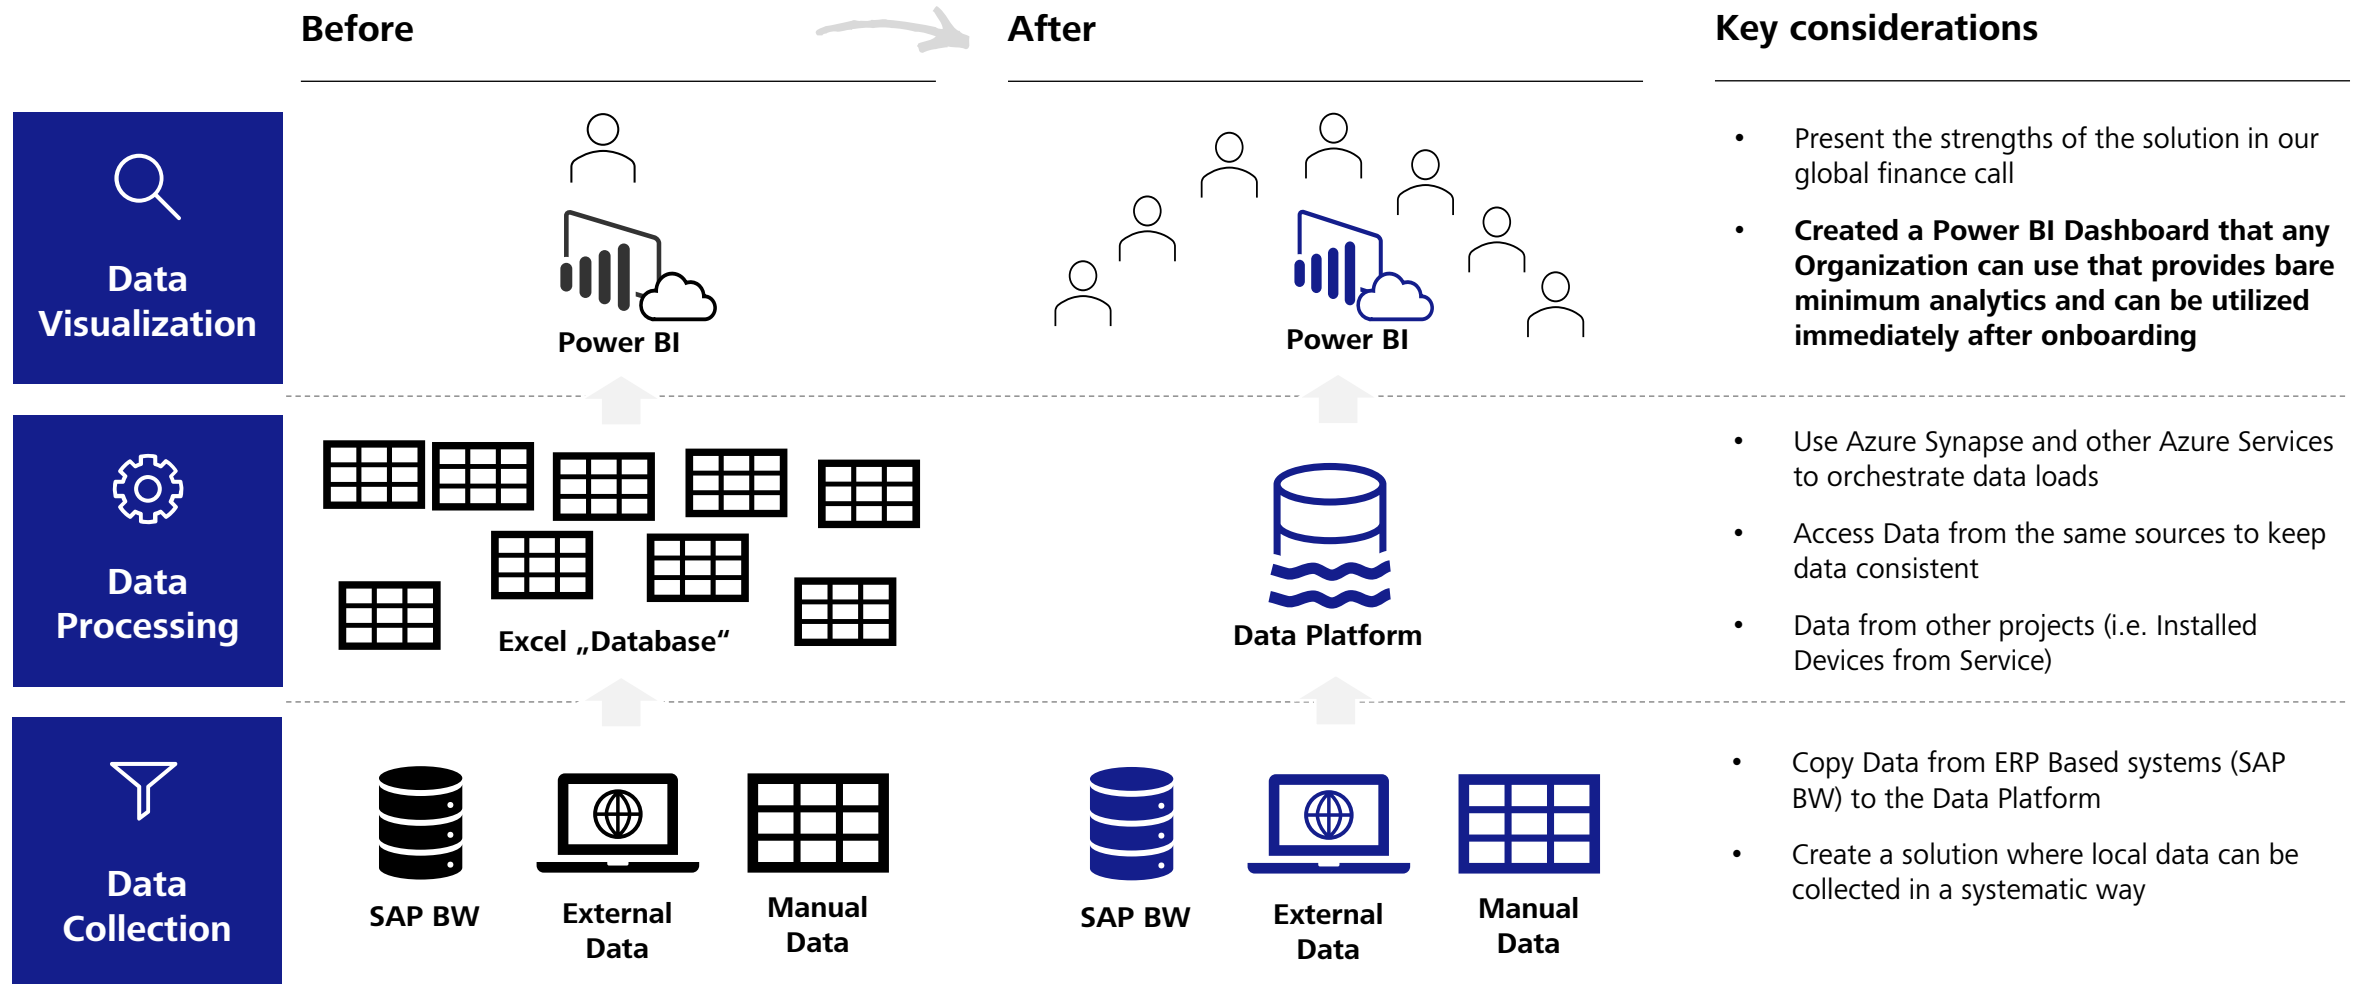 Before
After
Key considerations
Data
Visualization
Power BI
Power BI
• Present the strengths of the solution in our
global finance call
• Created a Power BI Dashboard that any
Organization can use that provides bare
minimum analytics and can be utilized
immediately after onboarding
Data
Processing
Excel „Database“
Data Platform
• Use Azure Synapse and other Azure Services
to orchestrate data loads
• Access Data from the same sources to keep
data consistent
• Data from other projects (i.e. Installed
Devices from Service)
Data
Collection
SAP BW
External
Data
Manual
Data
SAP BW
External
Data
Manual
Data
• Copy Data from ERP Based systems (SAP
BW) to the Data Platform
• Create a solution where local data can be
collected in a systematic way